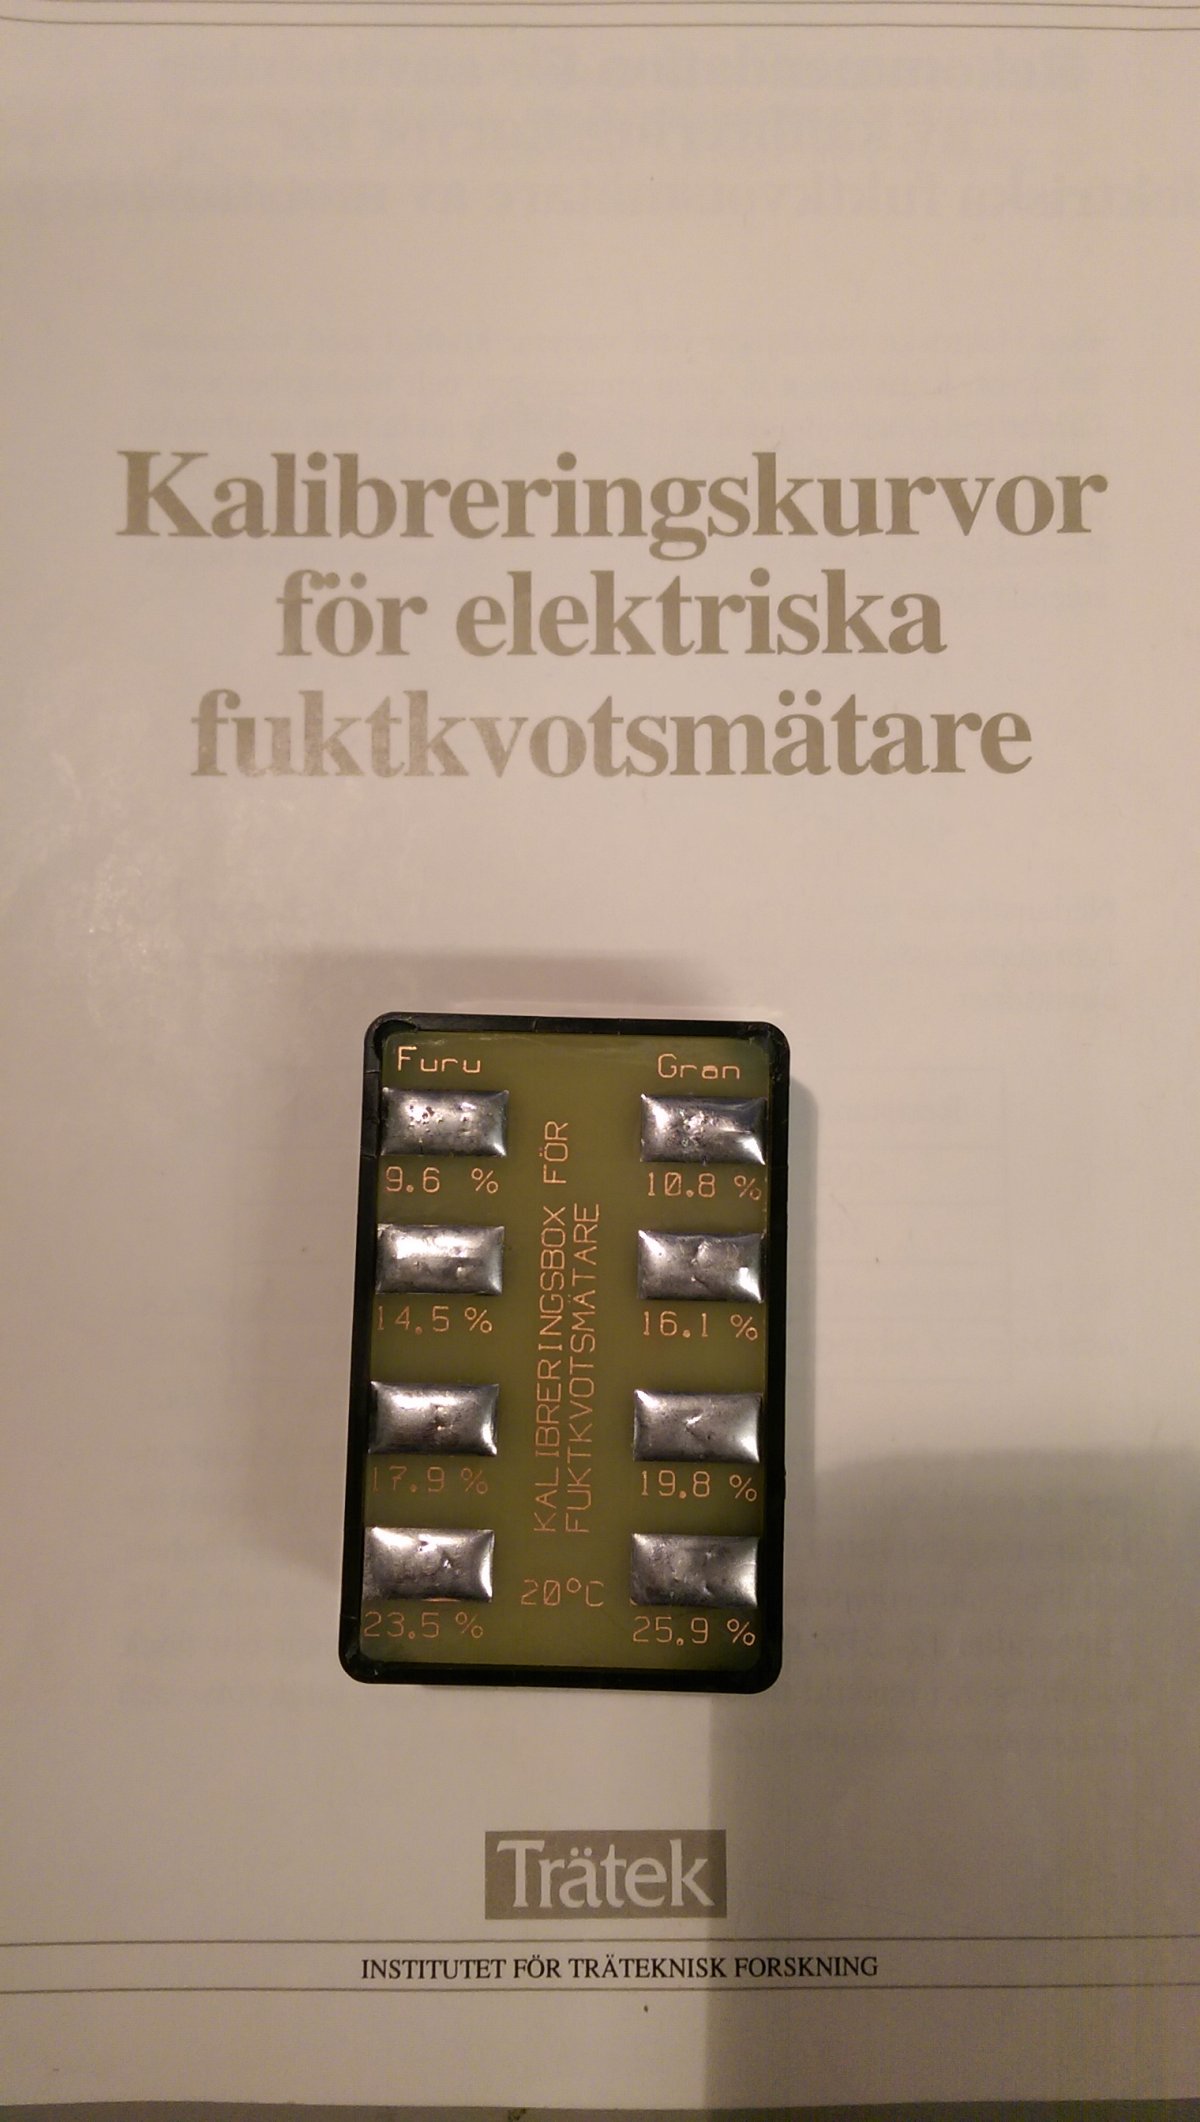 Kalibreringskurvor
för elektriska
fuktkvotsmätare
Furu
Gran
9.6 %
10.8 %
14.5 %
16.1 %
17.9 %
19.8 %
23.5 %
25.9 %
KALIBRERINGSBOX FÖR
FUKTKVOTSMÄTARE
20°C
Trätek
INSTITUTET FÖR TRÄTEKNISK FORSKNING